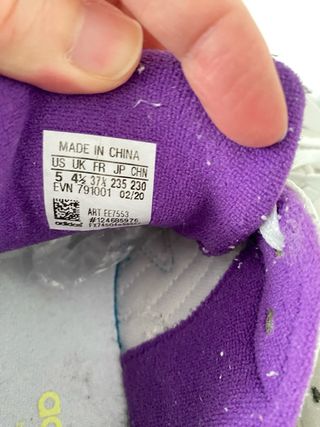 MADE IN CHINA
US UK FR JP CHN
5 4½ 37⅓ 235 230
EVN 791001 02/20
ART EE7553
#124685976
adidas